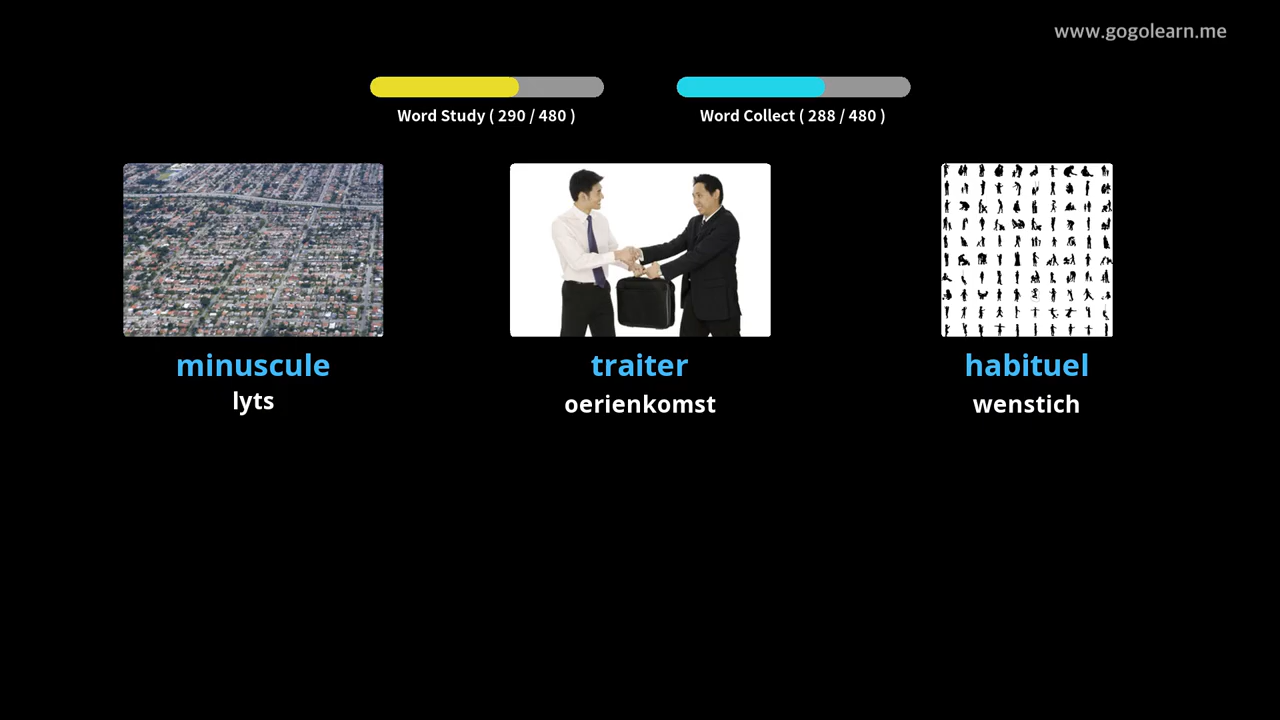 www.gogolearn.me
Word Study ( 290 / 480 )
Word Collect ( 288 / 480 )
minuscule
lyts
traiter
oerienkomst
habituel
wenstich